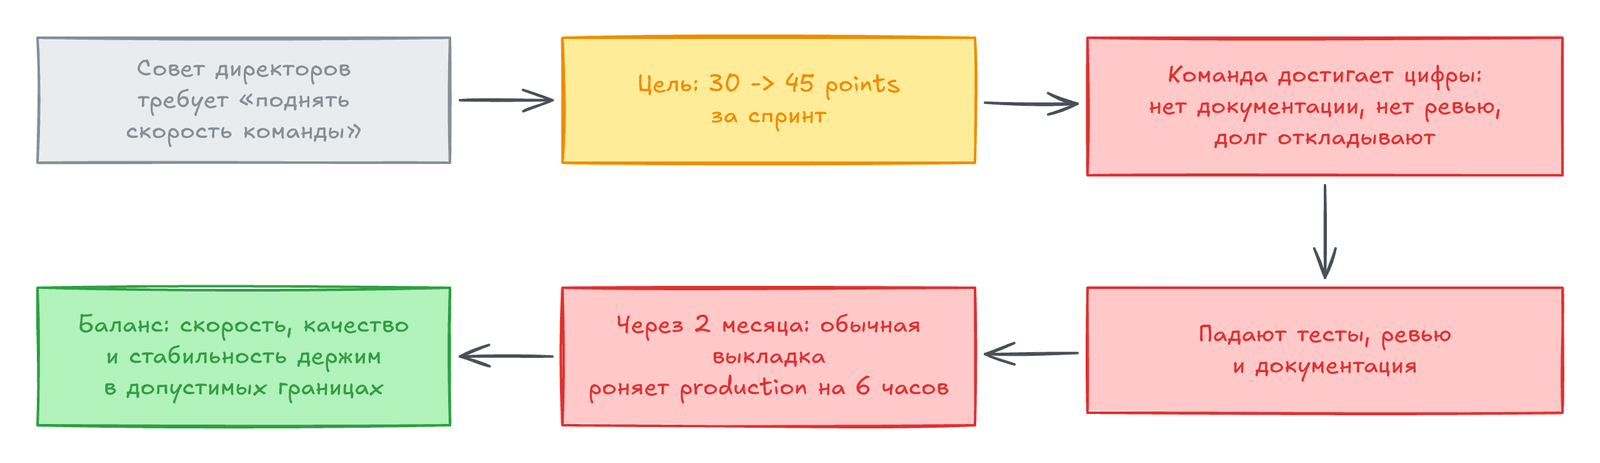 Совет директоров
требует «поднять
скорость команды»
Цель: 30 -> 45 points
за спринт
Команда достигает цифры:
нет документации, нет ревью,
долг откладывают
Падают тесты, ревью
и документация
Через 2 месяца: обычная
выкладка
роняет production на 6 часов
Баланс: скорость, качество
и стабильность держим
в допустимых границах